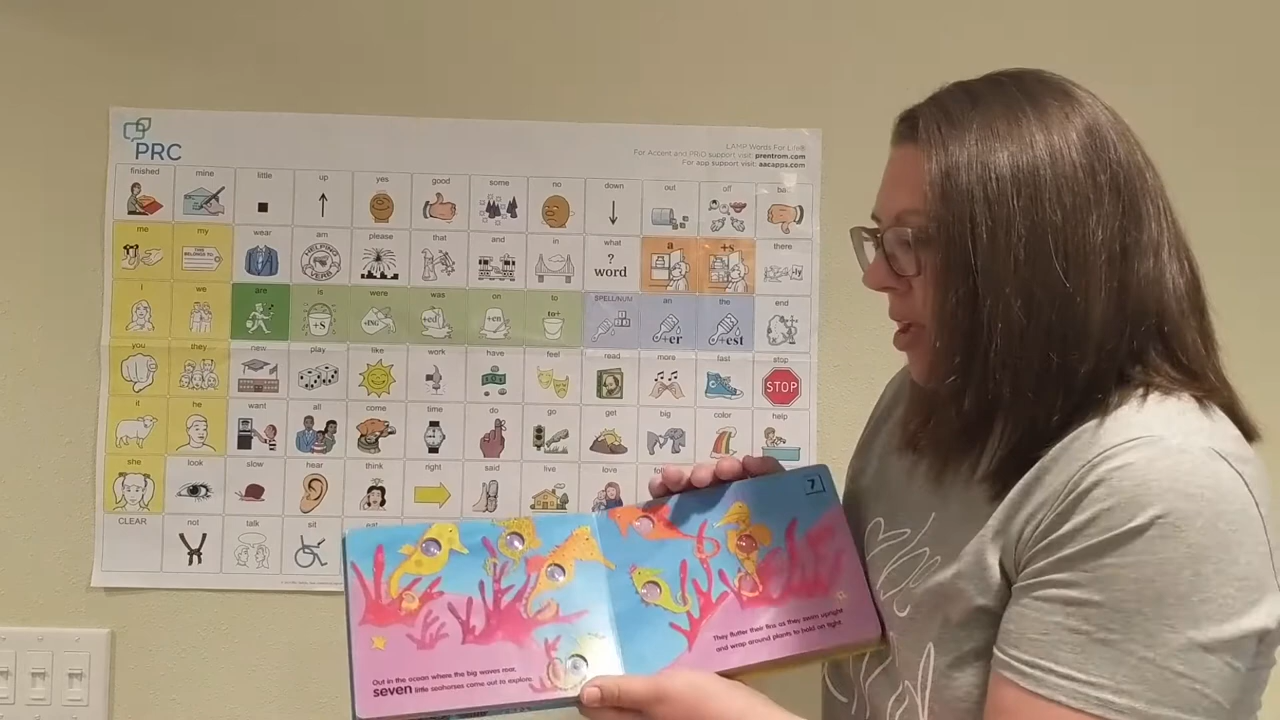 PRC
LAMP Words For Life®
For Accent and PRiO support visit: prentrom.com
For app support visit: aacapps.com
finished mine little up yes good some no down out off
me my wear am please that and in what a +s there
? word
HELPING VERB
THIS BELONGS TO:
I we are is were was on to SPELL/NUM an the end
+S +ING +ed +en to+ +er +est
you they new play like work have feel read more fast stop
STOP
it he want all come time do go get big color help
she look slow hear think right said live love
CLEAR not talk sit eat
7
Out in the ocean where the big waves roar,
seven little seahorses come out to explore.
They flutter their fins as they swim upright
and wrap around plants to hold on tight.